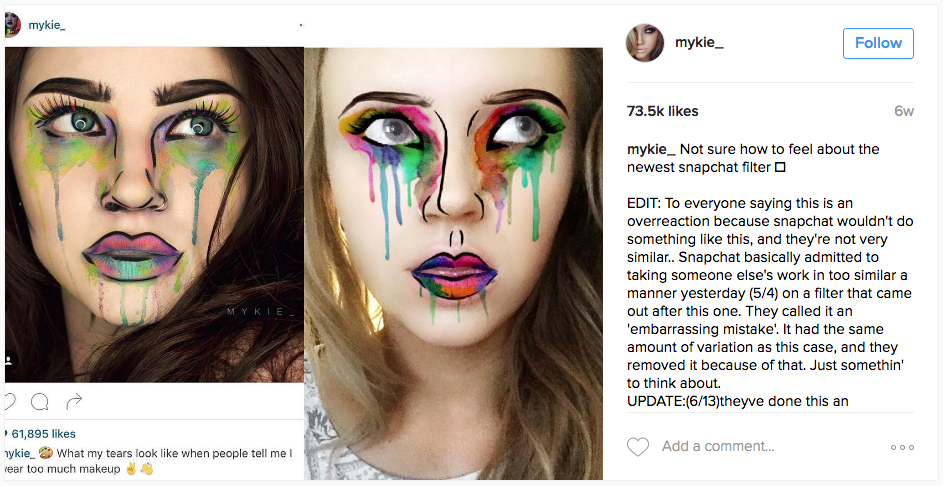 mykie_
MYKIE_
61,895 likes
mykie_ 🎨 What my tears look like when people tell me I
wear too much makeup ✌️👋
mykie_
Follow
73.5k likes
6w
mykie_ Not sure how to feel about the
newest snapchat filter □
EDIT: To everyone saying this is an
overreaction because snapchat wouldn't do
something like this, and they're not very
similar.. Snapchat basically admitted to
taking someone else's work in too similar a
manner yesterday (5/4) on a filter that came
out after this one. They called it an
'embarrassing mistake'. It had the same
amount of variation as this case, and they
removed it because of that. Just somethin'
to think about.
UPDATE:(6/13)theyve done this an
Add a comment...